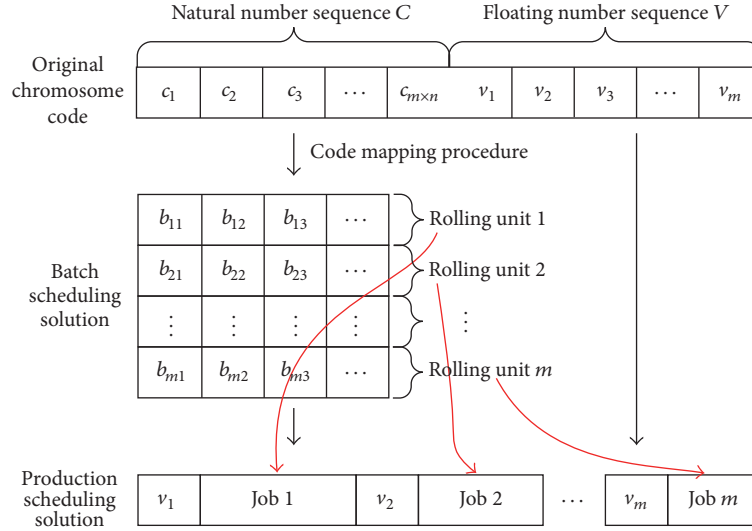 Natural number sequence C Floating number sequence V
Original chromosome code
c1 c2 c3 ⋯ cm×n v1 v2 v3 ⋯ vm
Code mapping procedure
b11 b12 b13 ⋯ Rolling unit 1
Batch scheduling solution
b21 b22 b23 ⋯ Rolling unit 2
⋮ ⋮ ⋮ ⋮ ⋮
bm1 bm2 bm3 ⋯ Rolling unit m
Production scheduling solution
v1 Job 1 v2 Job 2 ⋯ vm Job m